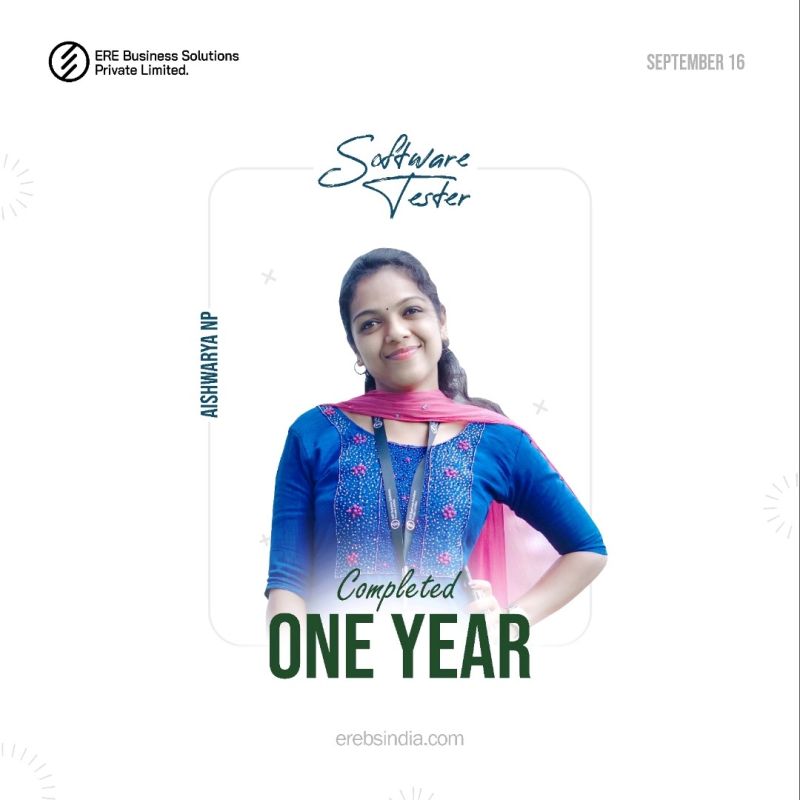 ERE Business Solutions
Private Limited.
SEPTEMBER 16
Software
Tester
AISHWARYA NP
Completed
ONE YEAR
erebsindia.com